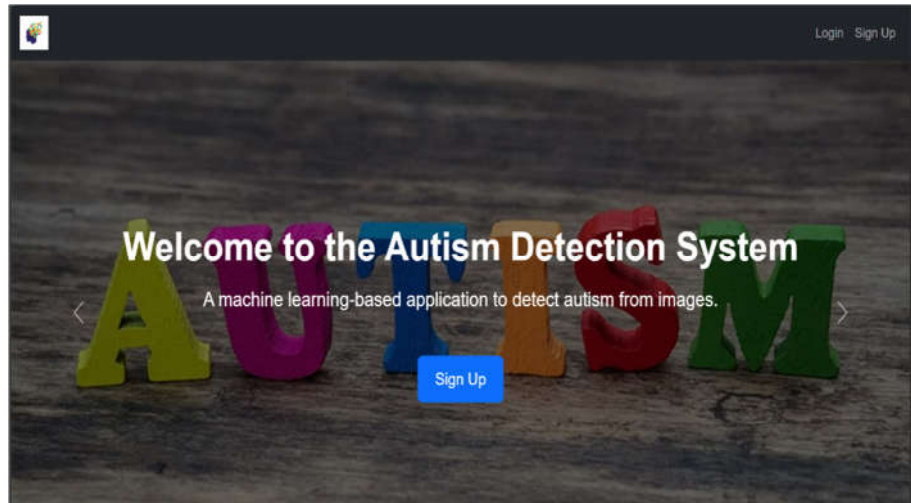 Login Sign Up
AUTISM
Welcome to the Autism Detection System
A machine learning-based application to detect autism from images.
Sign Up